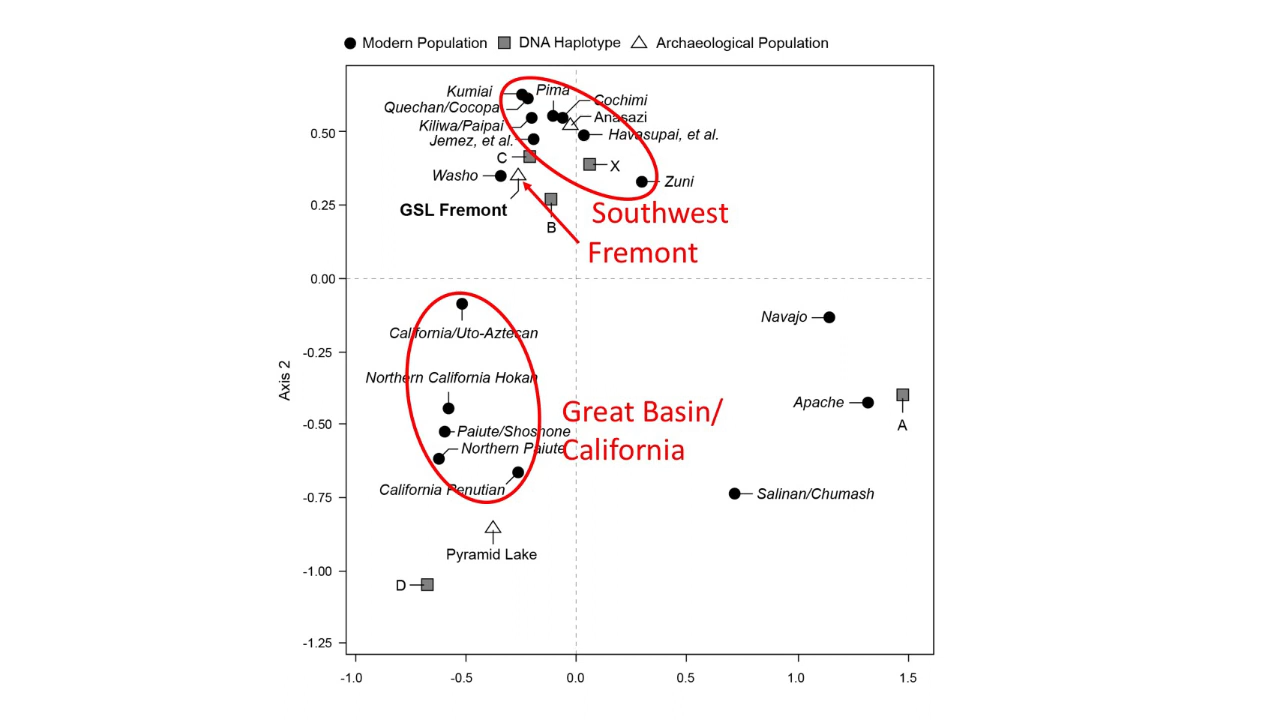 Modern Population DNA Haplotype Archaeological Population
Kumiai
Pima
Quechan/Cocopa
Cochimi
Anasazi
Kiliwa/Paipai
Havasupai, et al.
Jemez, et al.
C
X
Washo
Zuni
GSL Fremont
B
Southwest
Fremont
California/Uto-Aztecan
Navajo
Northern California Hokan
Apache
A
Great Basin/
California
Paiute/Shoshone
Northern Paiute
California Penutian
Salinan/Chumash
Pyramid Lake
D
Axis 2
0.50
0.25
0.00
-0.25
-0.50
-0.75
-1.00
-1.25
-1.0 -0.5 0.0 0.5 1.0 1.5